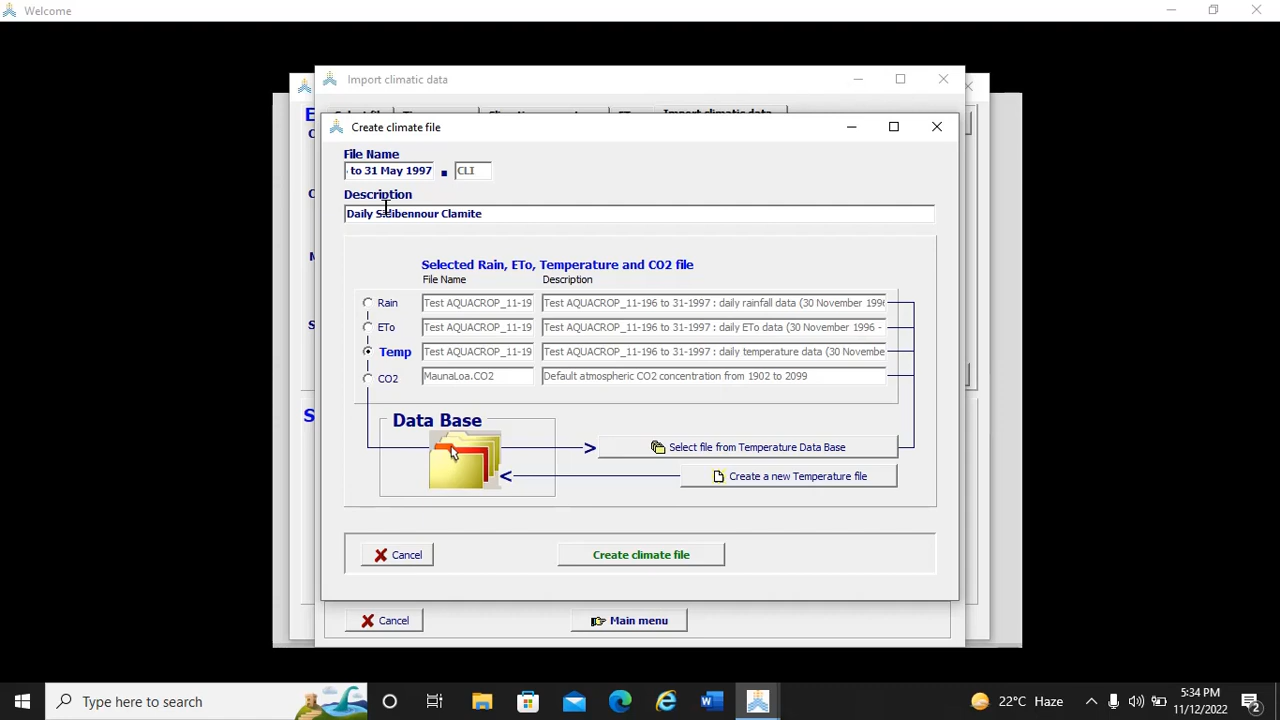 Welcome
Import climatic data
Import climatic data
Create climate file
File Name
to 31 May 1997 . CLI
Description
Daily Sidibennour Clamite
Selected Rain, ETo, Temperature and CO2 file
File Name Description
Rain Test AQUACROP_11-19 Test AQUACROP_11-196 to 31-1997 : daily rainfall data (30 November 1996
ETo Test AQUACROP_11-19 Test AQUACROP_11-196 to 31-1997 : daily ETo data (30 November 1996 -
Temp Test AQUACROP_11-19 Test AQUACROP_11-196 to 31-1997 : daily temperature data (30 Novembe
CO2 MaunaLoa.CO2 Default atmospheric CO2 concentration from 1902 to 2099
Data Base
> Select file from Temperature Data Base
< Create a new Temperature file
Cancel Create climate file
Cancel Main menu
Type here to search
22°C Haze
5:34 PM
11/12/2022
2